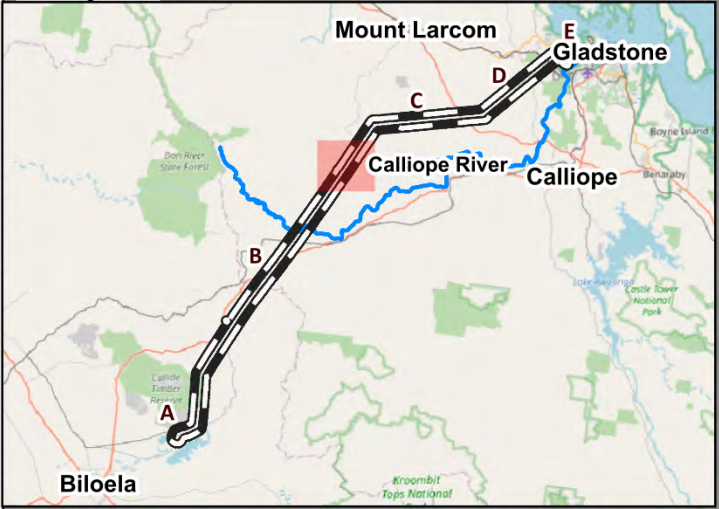 Mount Larcom
E
Gladstone
D
C
Boyne Island
Don River
State Forest
Calliope River
Calliope
Benaraby
B
Lake Awoonga
Castle Tower
National
Park
Callide
Timber
Reserve
A
Biloela
Kroombit
Tops National